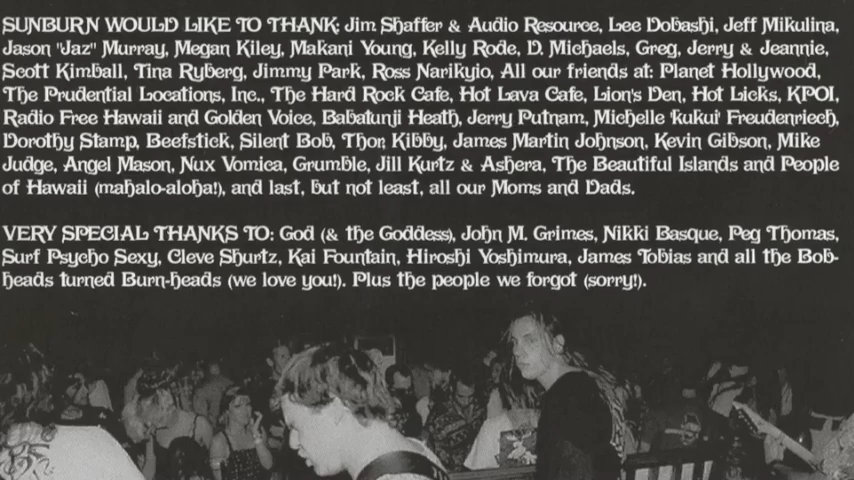 SUNBURN WOULD LIKE TO THANK: Jim Shaffer & Audio Resource, Lee Dobashi, Jeff Mikulina,
Jason "Jaz" Murray, Megan Kiley, Makani Young, Kelly Rode, D. Michaels, Greg, Jerry & Jeannie,
Scott Kimball, Tina Ryberg, Jimmy Park, Ross Narikyio, All our friends at: Planet Hollywood,
The Prudential Locations, Inc., The Hard Rock Cafe, Hot Lava Cafe, Lion's Den, Hot Licks, KPOI,
Radio Free Hawaii and Golden Voice, Babatunji Heath, Jerry Putnam, Michelle 'kukui' Freudenriech,
Dorothy Stamp, Beefstick, Silent Bob, Thor, Kibby, James Martin Johnson, Kevin Gibson, Mike
Judge, Angel Mason, Nux Vomica, Grumble, Jill Kurtz & Ashera, The Beautiful Islands and People
of Hawaii (mahalo-aloha!), and last, but not least, all our Moms and Dads.
VERY SPECIAL THANKS TO: God (& the Goddess), John M. Grimes, Nikki Basque, Peg Thomas,
Surf Psycho Sexy, Cleve Shurtz, Kai Fountain, Hiroshi Yoshimura, James Tobias and all the Bob-
heads turned Burn-heads (we love you!). Plus the people we forgot (sorry!).